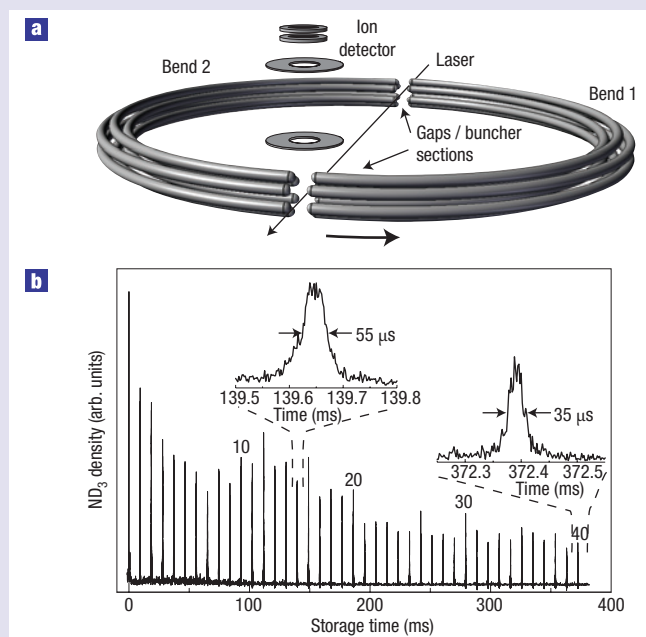 a
Ion
detector
Laser
Bend 2
Bend 1
Gaps / buncher
sections
b
ND3 density (arb. units)
55 μs
139.5 139.6 139.7 139.8
Time (ms)
35 μs
372.3 372.4 372.5
Time (ms)
10
20
30
40
0 100 200 300 400
Storage time (ms)